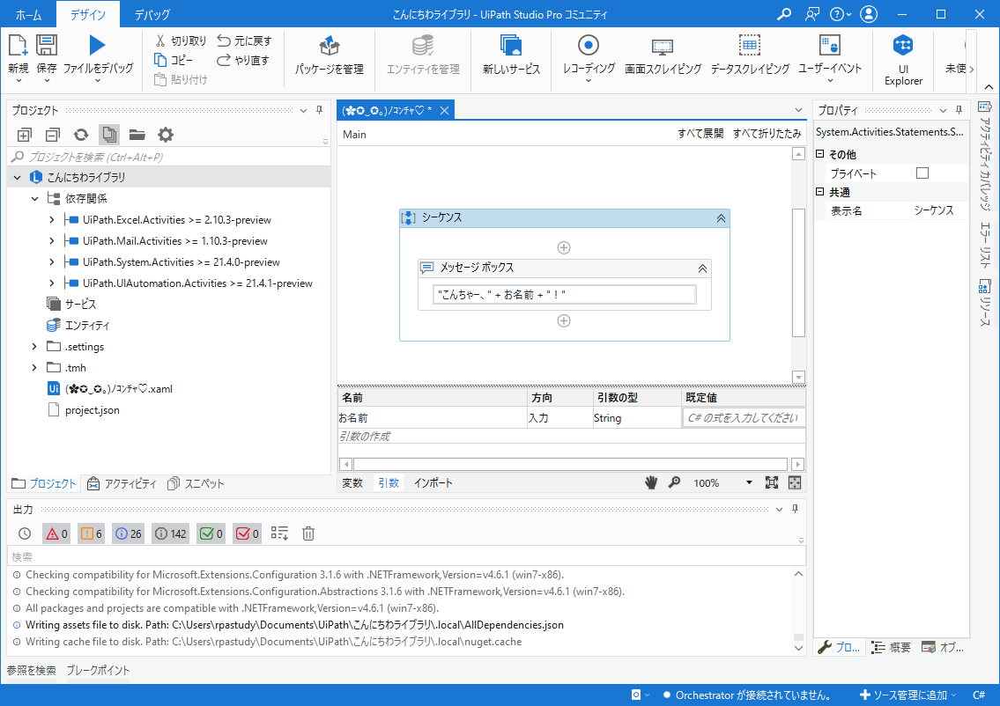 ホーム デザイン デバッグ こんにちわライブラリ - UiPath Studio Pro コミュニティ
新規 保存 ファイルをデバッグ
切り取り 元に戻す
コピー やり直す
貼り付け
パッケージを管理 エンティティを管理 新しいサービス レコーディング 画面スクレイピング データスクレイピング ユーザーイベント UI Explorer 未使
プロジェクト
プロジェクトを検索 (Ctrl+Alt+P)
こんにちわライブラリ
依存関係
UiPath.Excel.Activities >= 2.10.3-preview
UiPath.Mail.Activities >= 1.10.3-preview
UiPath.System.Activities >= 21.4.0-preview
UiPath.UIAutomation.Activities >= 21.4.1-preview
サービス
エンティティ
.settings
.tmh
(✿✪‿✪｡)ﾉｺﾝﾁｬ♡.xaml
project.json
プロジェクト アクティビティ スニペット
(✿✪‿✪｡)ﾉｺﾝﾁｬ♡ *
Main すべて展開 すべて折りたたみ
シーケンス
メッセージ ボックス
"こんちゃー、" + お名前 + "！"
名前 方向 引数の型 既定値
お名前 入力 String C# の式を入力してください
引数の作成
変数 引数 インポート 100%
プロパティ
System.Activities.Statements.S...
その他
プライベート
共通
表示名 シーケンス
プロ... 概要 オブ...
アクティビティ カバレッジ
エラー リスト
リソース
出力
0 6 26 142 0 0
検索
Checking compatibility for Microsoft.Extensions.Configuration 3.1.6 with .NETFramework,Version=v4.6.1 (win7-x86).
Checking compatibility for Microsoft.Extensions.Configuration.Abstractions 3.1.6 with .NETFramework,Version=v4.6.1 (win7-x86).
All packages and projects are compatible with .NETFramework,Version=v4.6.1 (win7-x86).
Writing assets file to disk. Path: C:\Users\rpastudy\Documents\UiPath\こんにちわライブラリ\.local\AllDependencies.json
Writing cache file to disk. Path: C:\Users\rpastudy\Documents\UiPath\こんにちわライブラリ\.local\nuget.cache
参照を検索 ブレークポイント
Orchestrator が接続されていません。 ソース管理に追加 C#